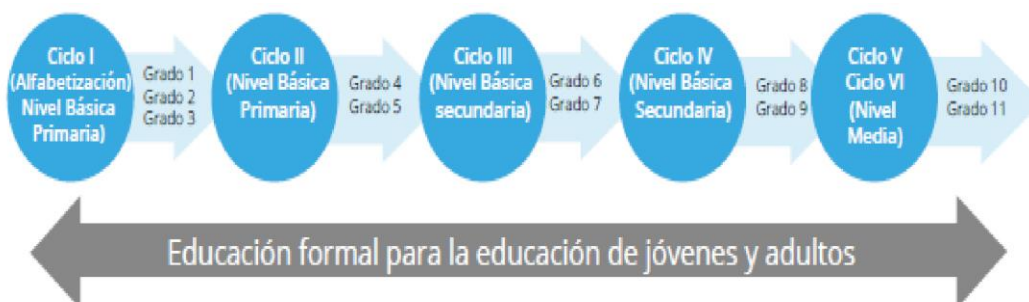 Ciclo I
(Alfabetización)
Nivel Básica
Primaria)
Grado 1
Grado 2
Grado 3
Ciclo II
(Nivel Básica
Primaria)
Grado 4
Grado 5
Ciclo III
(Nivel Básica
secundaria)
Grado 6
Grado 7
Ciclo IV
(Nivel Básica
Secundaria)
Grado 8
Grado 9
Ciclo V
Ciclo VI
(Nivel
Media)
Grado 10
Grado 11
Educación formal para la educación de jóvenes y adultos